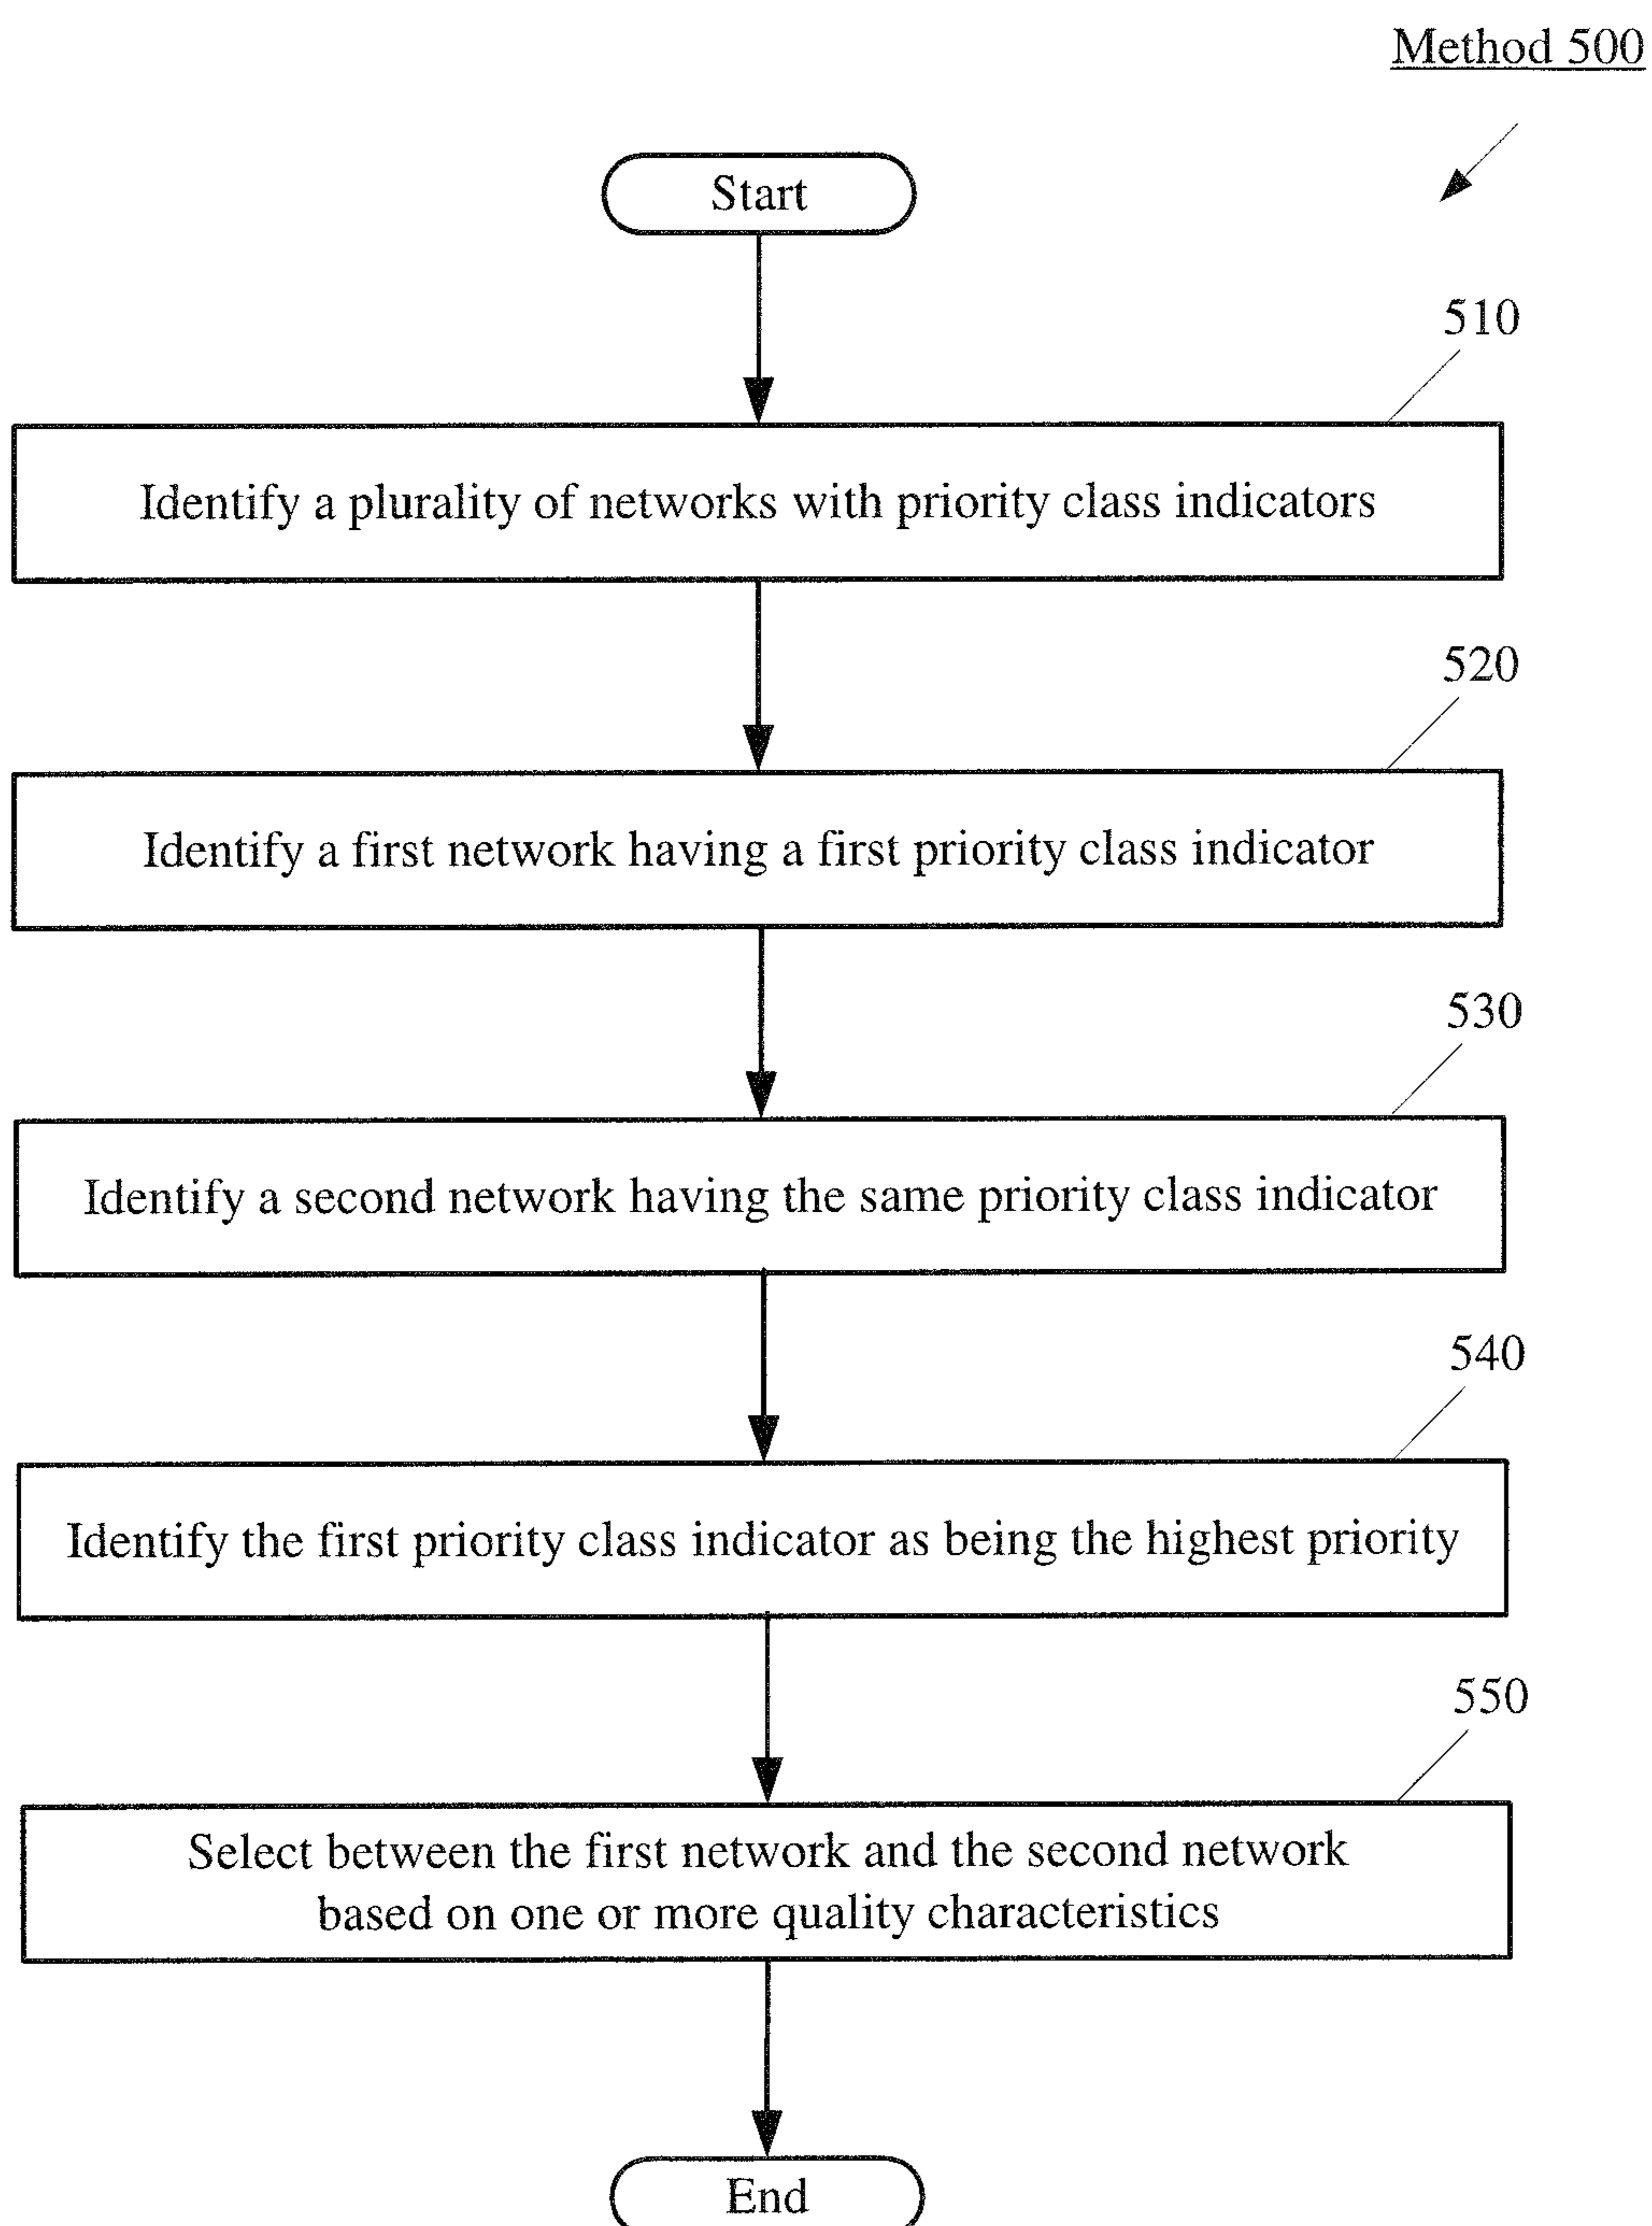 Method 500
Start
510
Identify a plurality of networks with priority class indicators
520
Identify a first network having a first priority class indicator
530
Identify a second network having the same priority class indicator
540
Identify the first priority class indicator as being the highest priority
550
Select between the first network and the second network
based on one or more quality characteristics
End